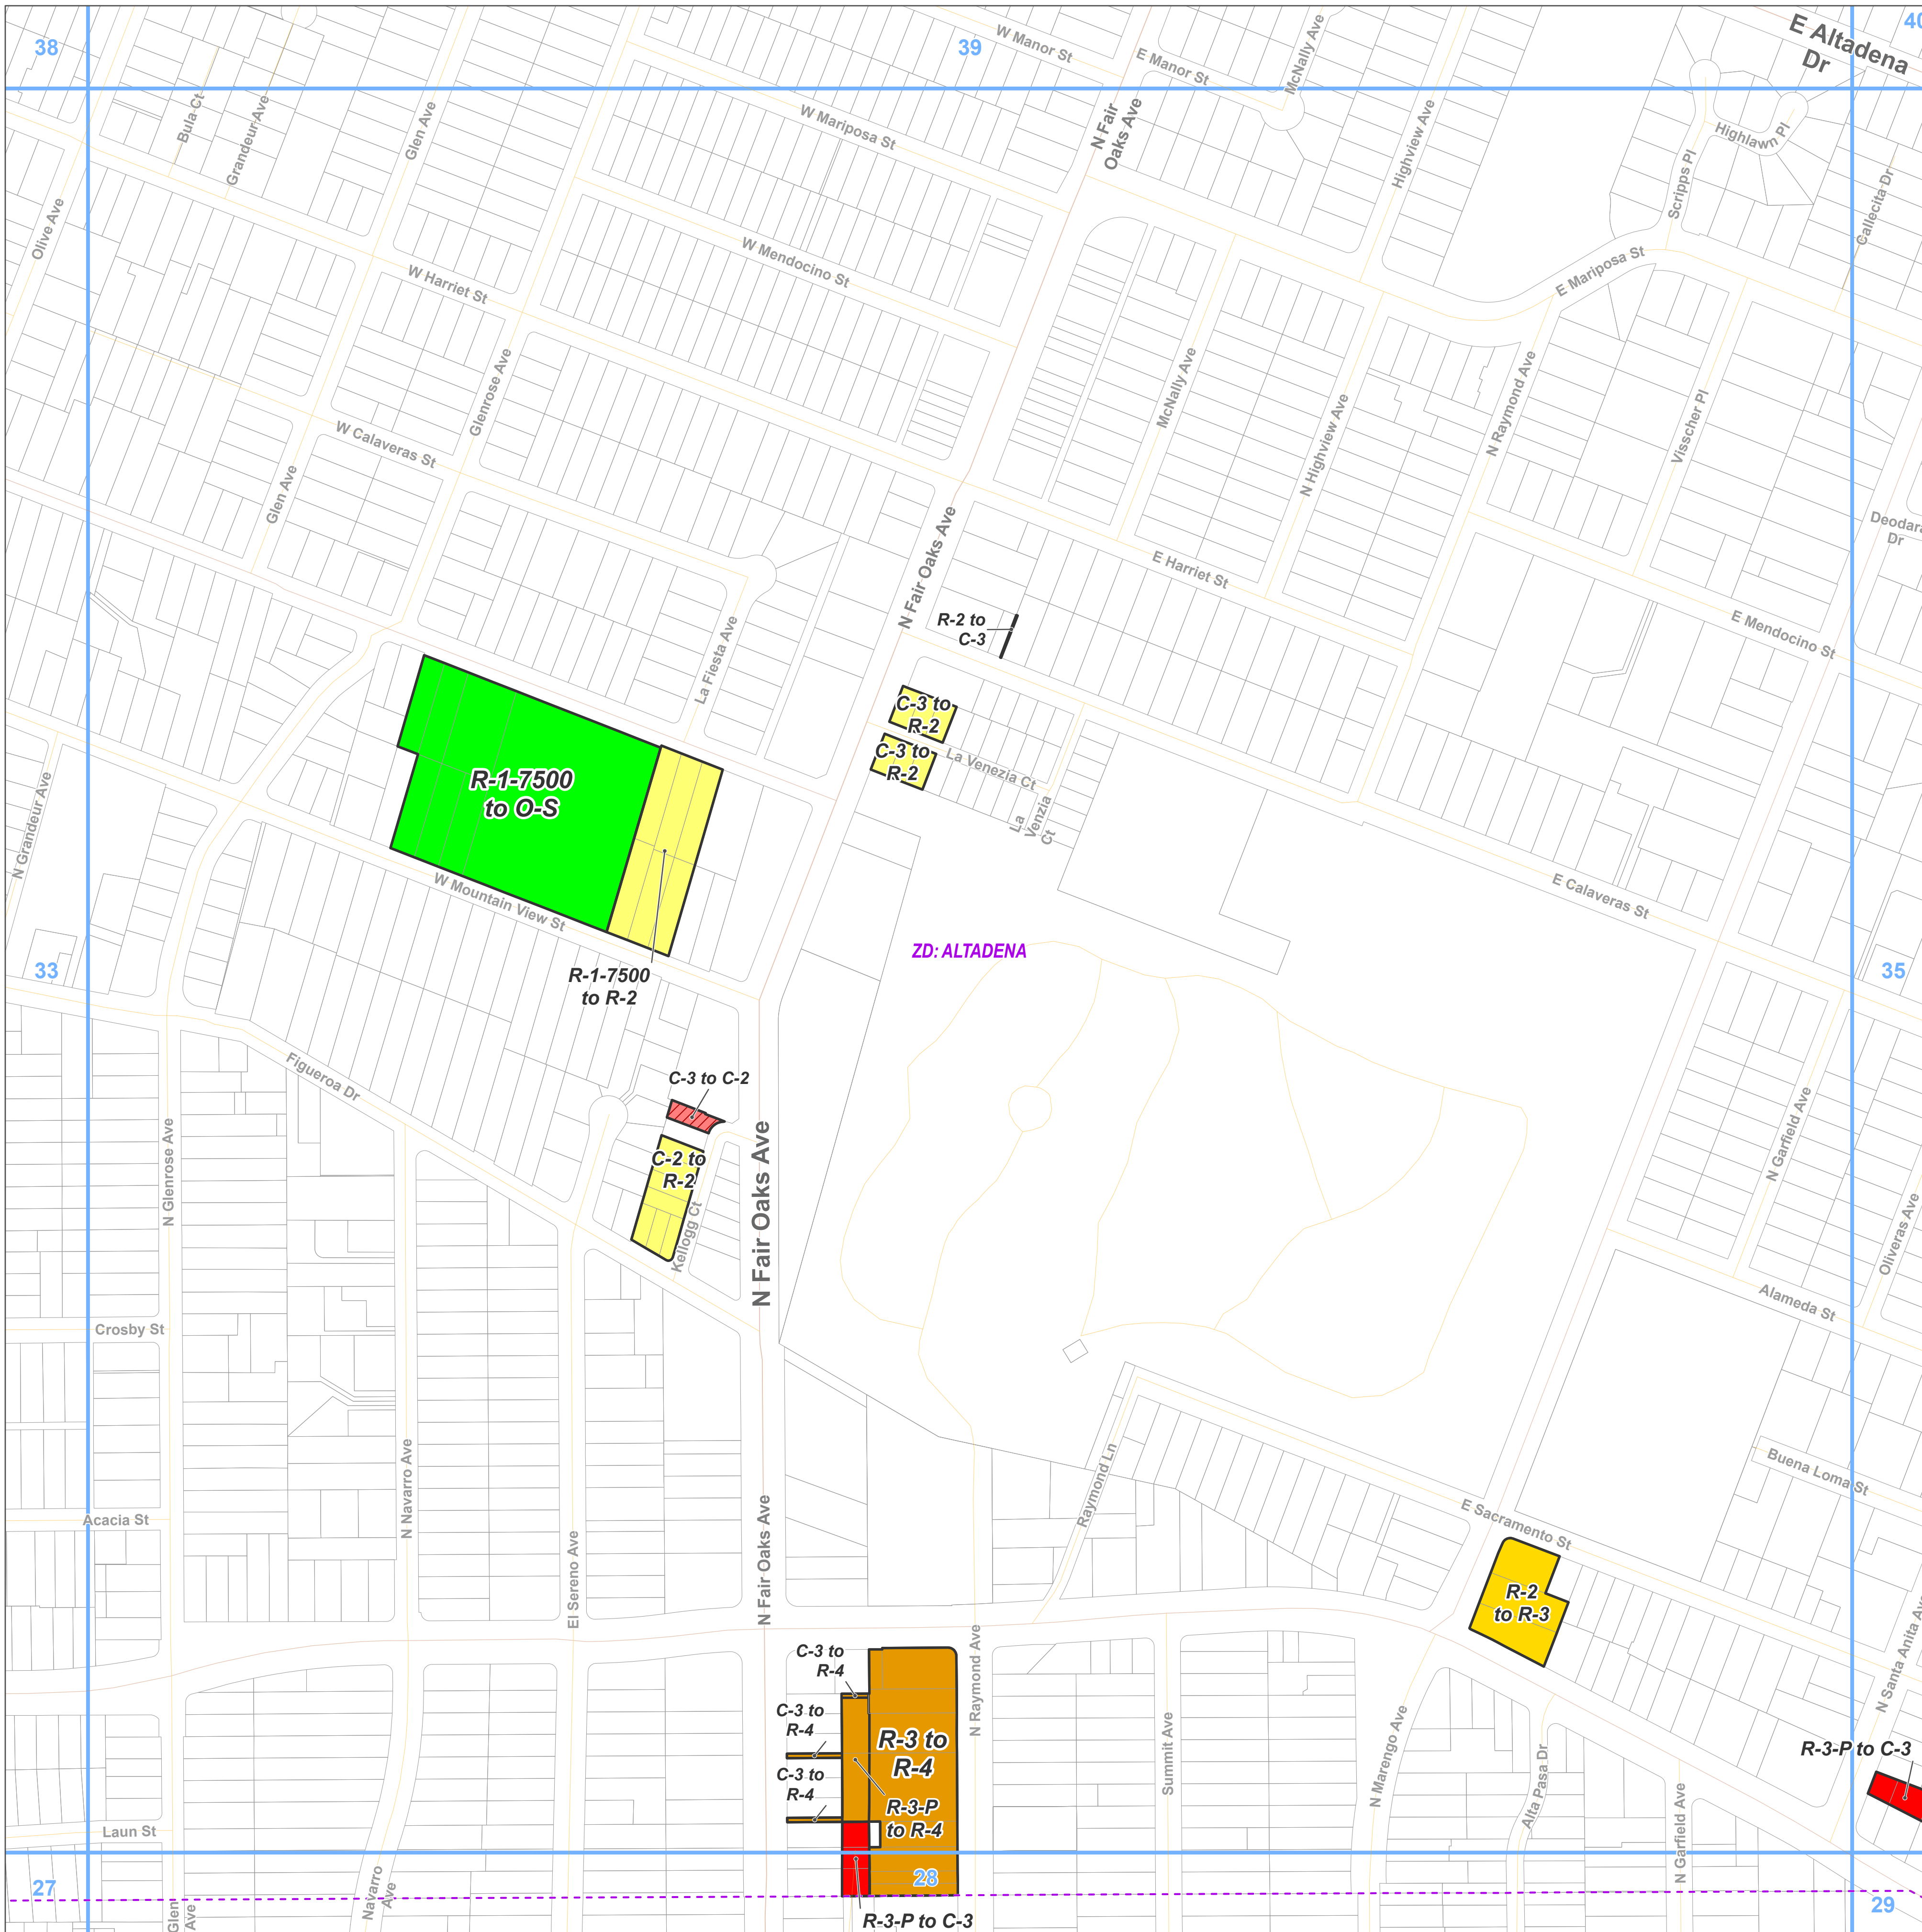 38
39
40
E Altadena
Dr
W Manor St
E Manor St
McNally Ave
Bula Ct
Grandeur Ave
Glen Ave
W Mariposa St
N Fair
Oaks Ave
Highview Ave
Highlawn Pl
Scripps Pl
Callecita Dr
Olive Ave
W Harriet St
W Mendocino St
E Mariposa St
Glenrose Ave
McNally Ave
N Highview Ave
N Raymond Ave
Visscher Pl
W Calaveras St
Glen Ave
N Fair Oaks Ave
E Harriet St
Deodara
Dr
E Mendocino St
R-2 to
C-3
La Fiesta Ave
C-3 to
R-2
C-3 to
R-2
La Venezia Ct
La
Venzia
Ct
R-1-7500
to O-S
N Grandeur Ave
W Mountain View St
E Calaveras St
ZD: ALTADENA
33
35
R-1-7500
to R-2
Figueroa Dr
C-3 to C-2
C-2 to
R-2
Kellogg Ct
N Glenrose Ave
N Fair Oaks Ave
N Garfield Ave
Oliveras Ave
Alameda St
Crosby St
Acacia St
N Navarro Ave
El Sereno Ave
N Fair Oaks Ave
Raymond Ln
Buena Loma St
E Sacramento St
R-2
to R-3
N Santa Anita Ave
C-3 to
R-4
C-3 to
R-4
C-3 to
R-4
R-3 to
R-4
R-3-P
to R-4
N Raymond Ave
Summit Ave
N Marengo Ave
Alta Pasa Dr
N Garfield Ave
R-3-P to C-3
Laun St
27
28
29
Glen
Ave
Navarro
Ave
R-3-P to C-3